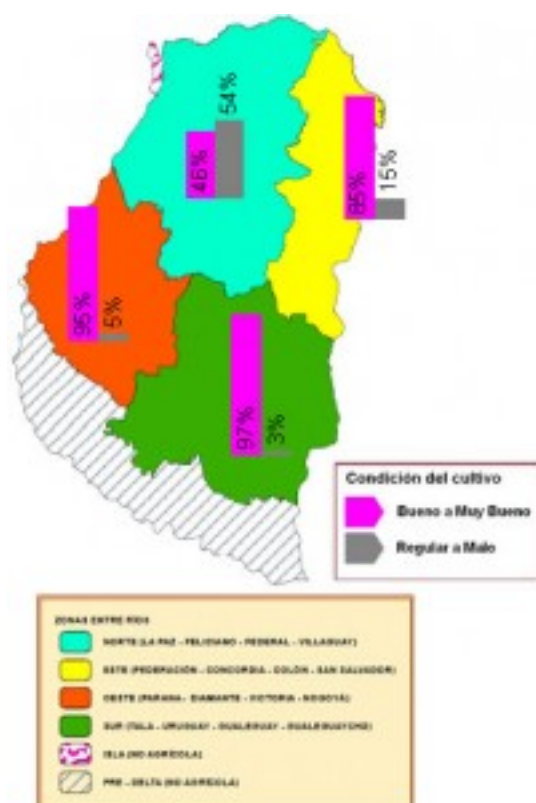 54%
46%
85%
15%
95%
5%
97%
3%
Condición del cultivo
Bueno a Muy Bueno
Regular a Malo
ZONAS ENTRE RÍOS
NORTE (LA PAZ - FELICIANO - FEDERAL - VILLAGUAY)
ESTE (FEDERACIÓN - CONCORDIA - COLÓN - SAN SALVADOR)
OESTE (PARANA - DIAMANTE - VICTORIA - NOGOYÁ)
SUR (TALA - URUGUAY - GUALEGUAY - GUALEGUAYCHÚ)
ISLA (NO AGRÍCOLA)
PRE - DELTA (NO AGRÍCOLA)